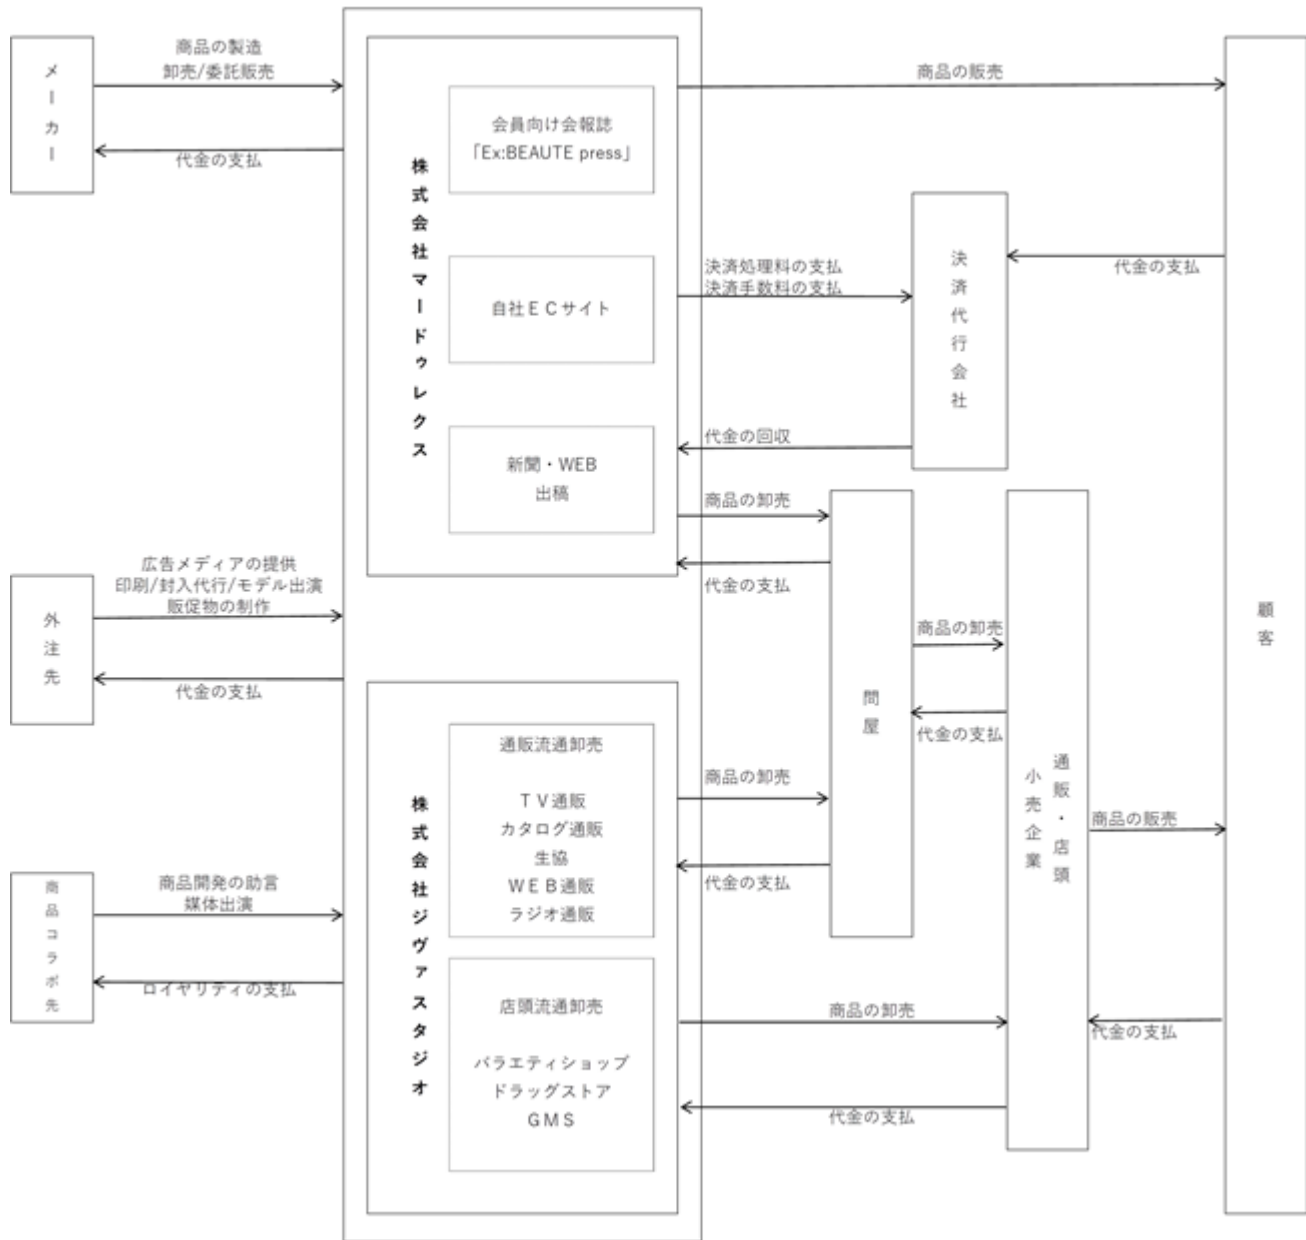 メーカー
商品の製造
卸売/委託販売
代金の支払
外注先
広告メディアの提供
印刷/封入代行/モデル出演
販促物の制作
代金の支払
商品コラボ先
商品開発の助言
媒体出演
ロイヤリティの支払
株式会社マードゥレクス
会員向け会報誌
「Ex:BEAUTE press」
自社ECサイト
新聞・WEB
出稿
株式会社ジヴァスタジオ
通販流通卸売
TV通販
カタログ通販
生協
WEB通販
ラジオ通販
店頭流通卸売
バラエティショップ
ドラッグストア
GMS
商品の販売
決済処理料の支払
決済手数料の支払
代金の回収
決済代行会社
代金の支払
商品の卸売
代金の支払
商品の卸売
代金の支払
問屋
商品の卸売
代金の支払
商品の卸売
代金の支払
通販・店頭
小売企業
商品の販売
代金の支払
顧客